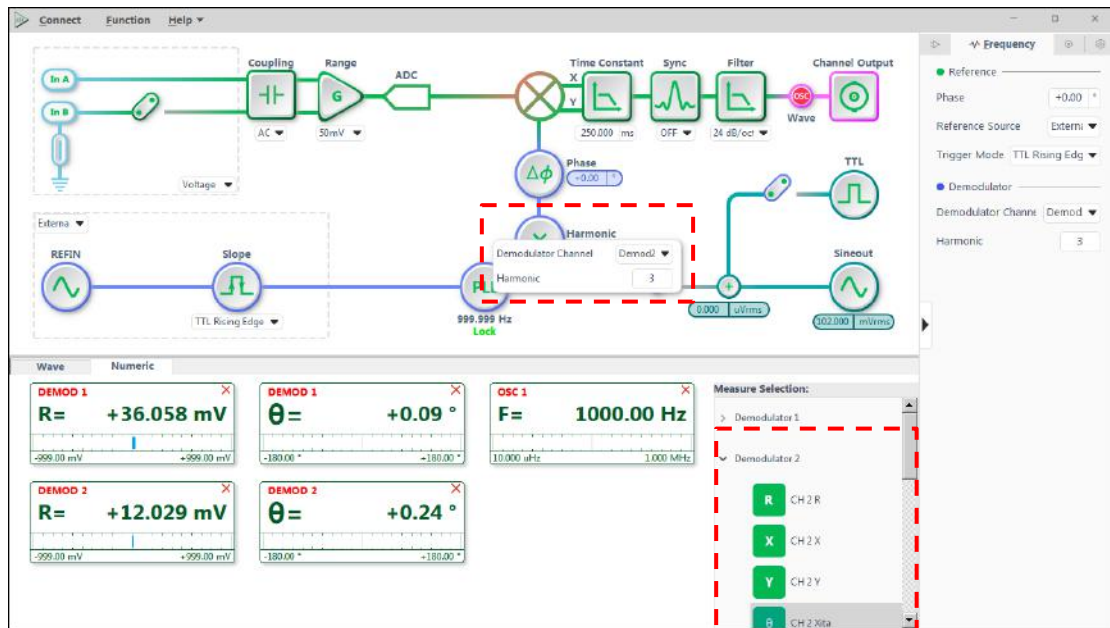 Connect Function Help
Frequency
In A
In B
Coupling
AC
Range
G
50mV
ADC
X
Y
Time Constant
250.000 ms
Sync
OFF
Filter
24 dB/oct
OSC
Wave
Channel Output
Voltage
Δϕ
Phase
+0.00 °
TTL
Externa
REFIN
Slope
TTL Rising Edge
Harmonic
Demodulator Channel Demod2
Harmonic 3
PLL
999.999 Hz
Lock
+
0.000 uVrms
Sineout
102.000 mVrms
Reference
Phase +0.00 °
Reference Source Extern
Trigger Mode TTL Rising Edg
Demodulator
Demodulator Channe Demod
Harmonic 3
Wave Numeric
DEMOD 1
R= +36.058 mV
-999.00 mV +999.00 mV
DEMOD 1
θ= +0.09 °
-180.00 ° +180.00 °
OSC 1
F= 1000.00 Hz
10.000 uHz 1.000 MHz
DEMOD 2
R= +12.029 mV
-999.00 mV +999.00 mV
DEMOD 2
θ= +0.24 °
-180.00 ° +180.00 °
Measure Selection:
Demodulator 1
Demodulator 2
R CH 2 R
X CH 2 X
Y CH 2 Y
θ CH 2 Xita